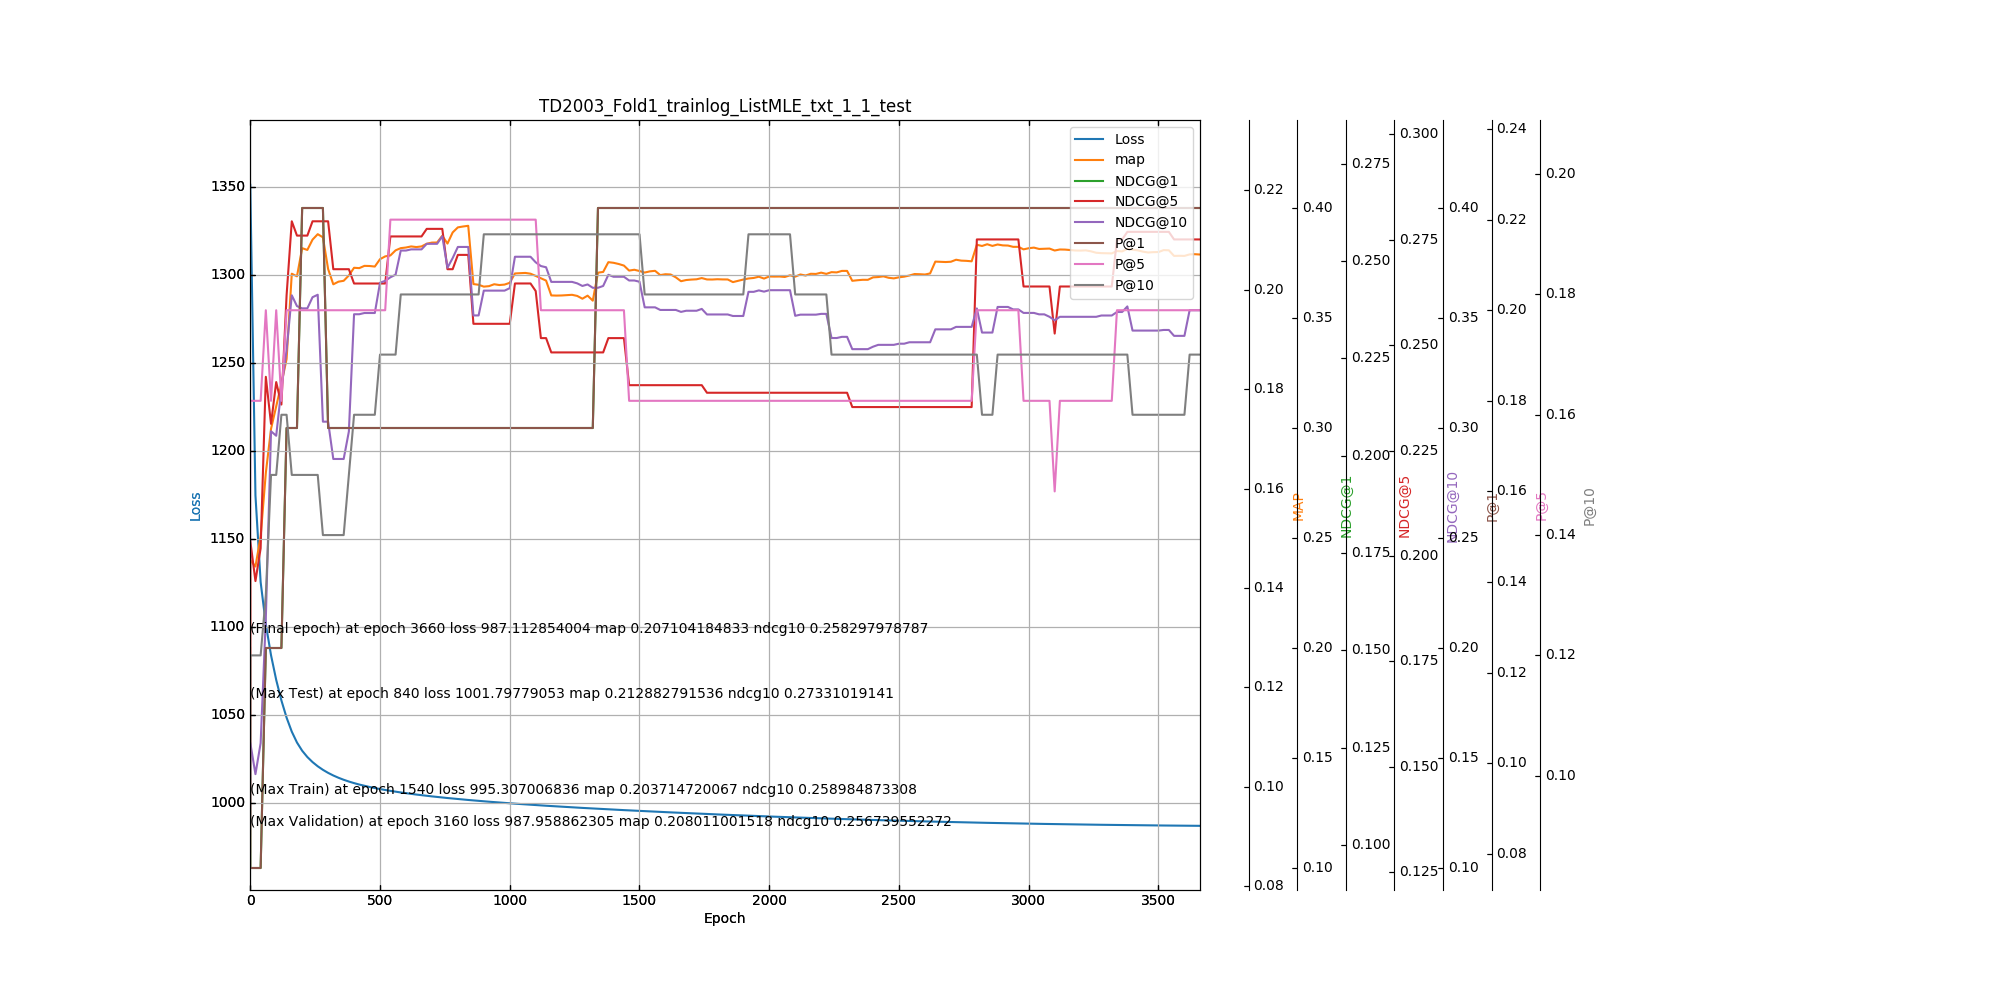 TD2003_Fold1_trainlog_ListMLE_txt_1_1_test
Loss
map
NDCG@1
NDCG@5
NDCG@10
P@1
P@5
P@10
1350
1300
1250
1200
1150
1100
1050
1000
Loss
(Final epoch) at epoch 3660 loss 987.112854004 map 0.207104184833 ndcg10 0.258297978787
(Max Test) at epoch 840 loss 1001.79779053 map 0.212882791536 ndcg10 0.27331019141
(Max Train) at epoch 1540 loss 995.307006836 map 0.203714720067 ndcg10 0.258984873308
(Max Validation) at epoch 3160 loss 987.958862305 map 0.208011001518 ndcg10 0.256739552272
0 500 1000 1500 2000 2500 3000 3500
Epoch
0.22
0.20
0.18
0.16
0.14
0.12
0.10
0.08
MAP
0.40
0.35
0.30
0.25
0.20
0.15
0.10
NDCG@1
0.275
0.250
0.225
0.200
0.175
0.150
0.125
0.100
NDCG@5
0.300
0.275
0.250
0.225
0.200
0.175
0.150
0.125
NDCG@10
0.40
0.35
0.30
0.25
0.20
0.15
0.10
P@1
0.24
0.22
0.20
0.18
0.16
0.14
0.12
0.10
0.08
P@5
0.20
0.18
0.16
0.14
0.12
0.10
P@10